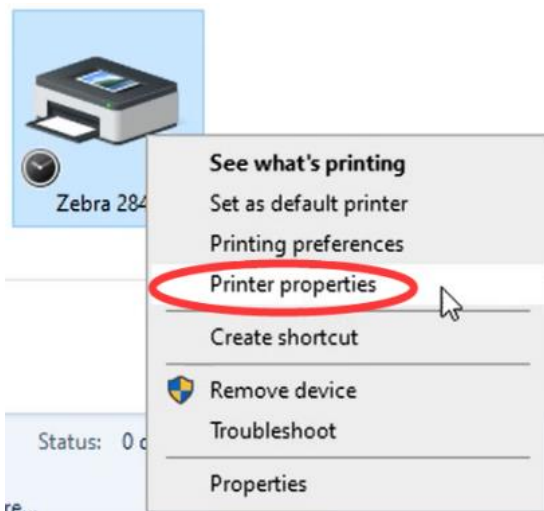 See what's printing
Zebra 284
Set as default printer
Printing preferences
Printer properties
Create shortcut
Remove device
Troubleshoot
Status: 0
Properties